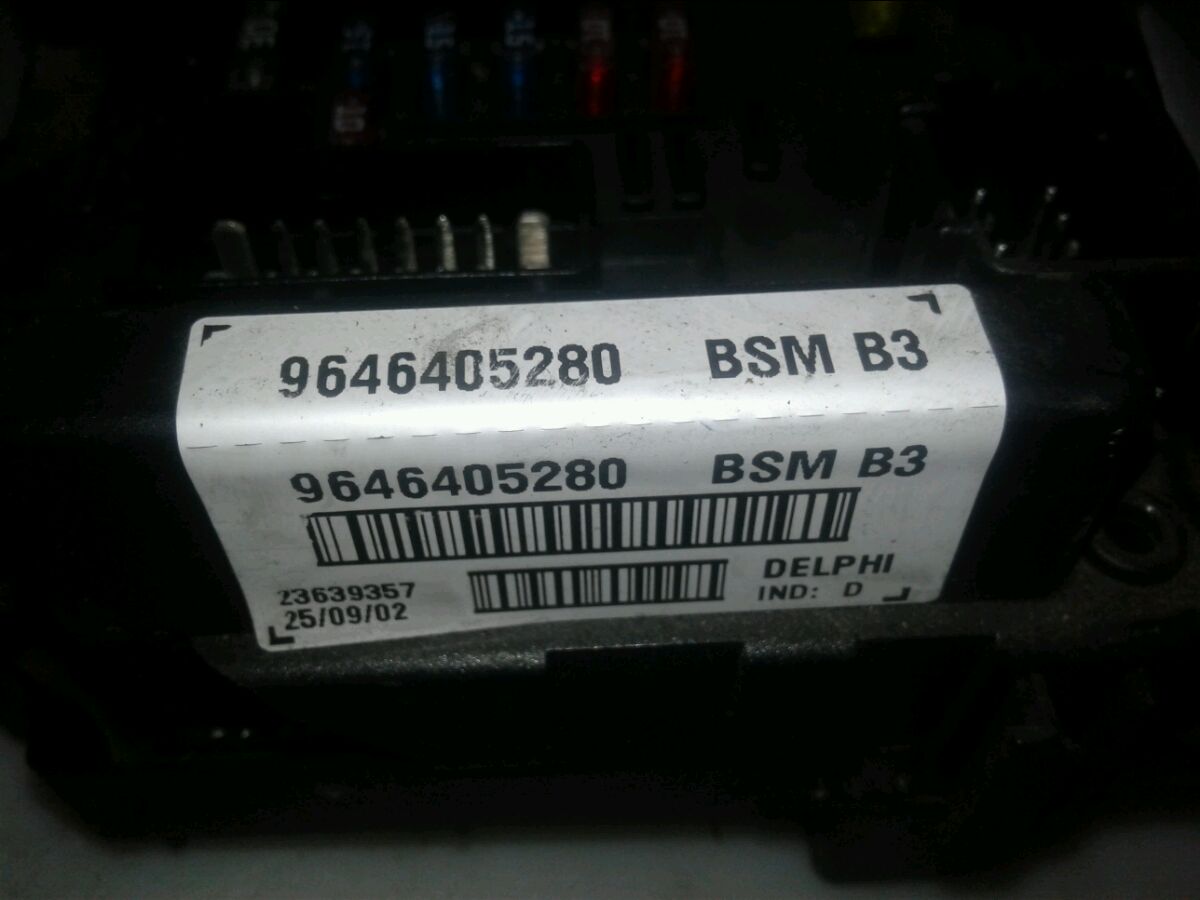 9646405280 BSM B3
9646405280 BSM B3
DELPHI
23639357
IND: D
25/09/02